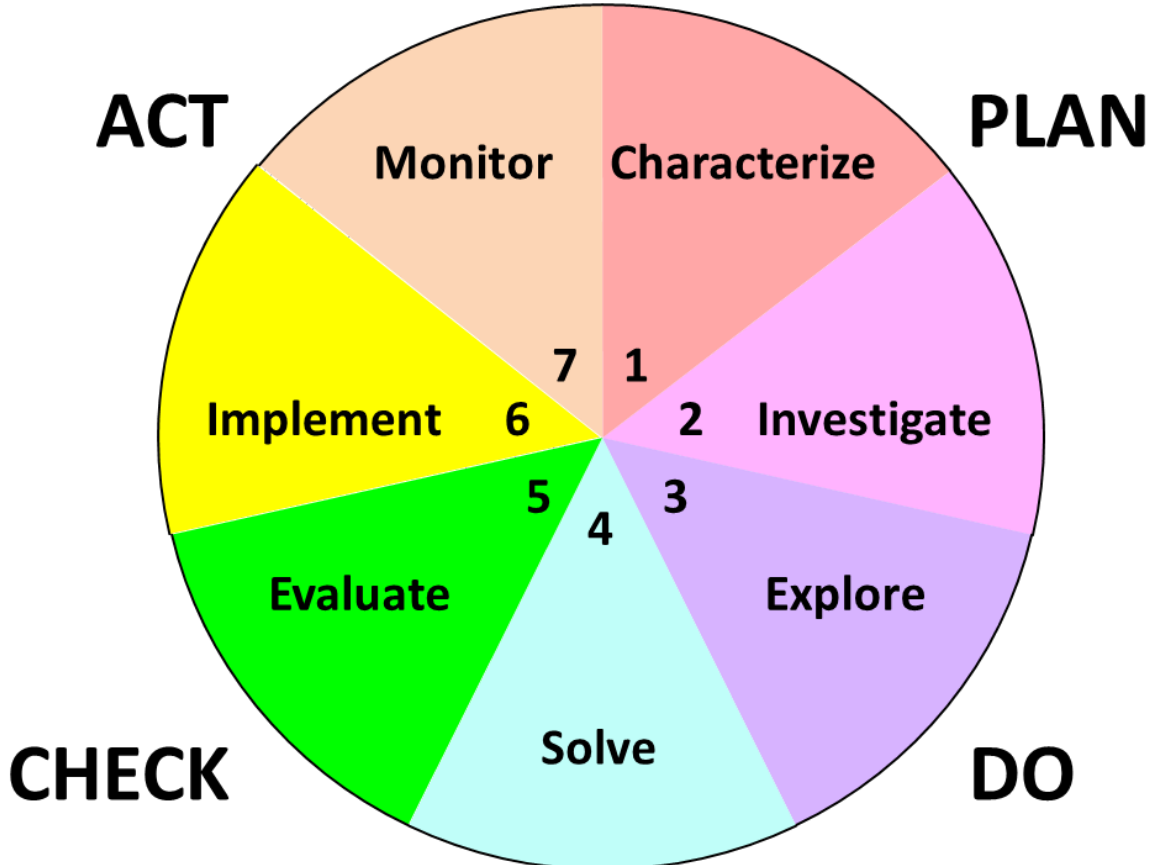 ACT
PLAN
Monitor
Characterize
7
1
Implement
6
2
Investigate
5
3
4
Evaluate
Explore
Solve
CHECK
DO